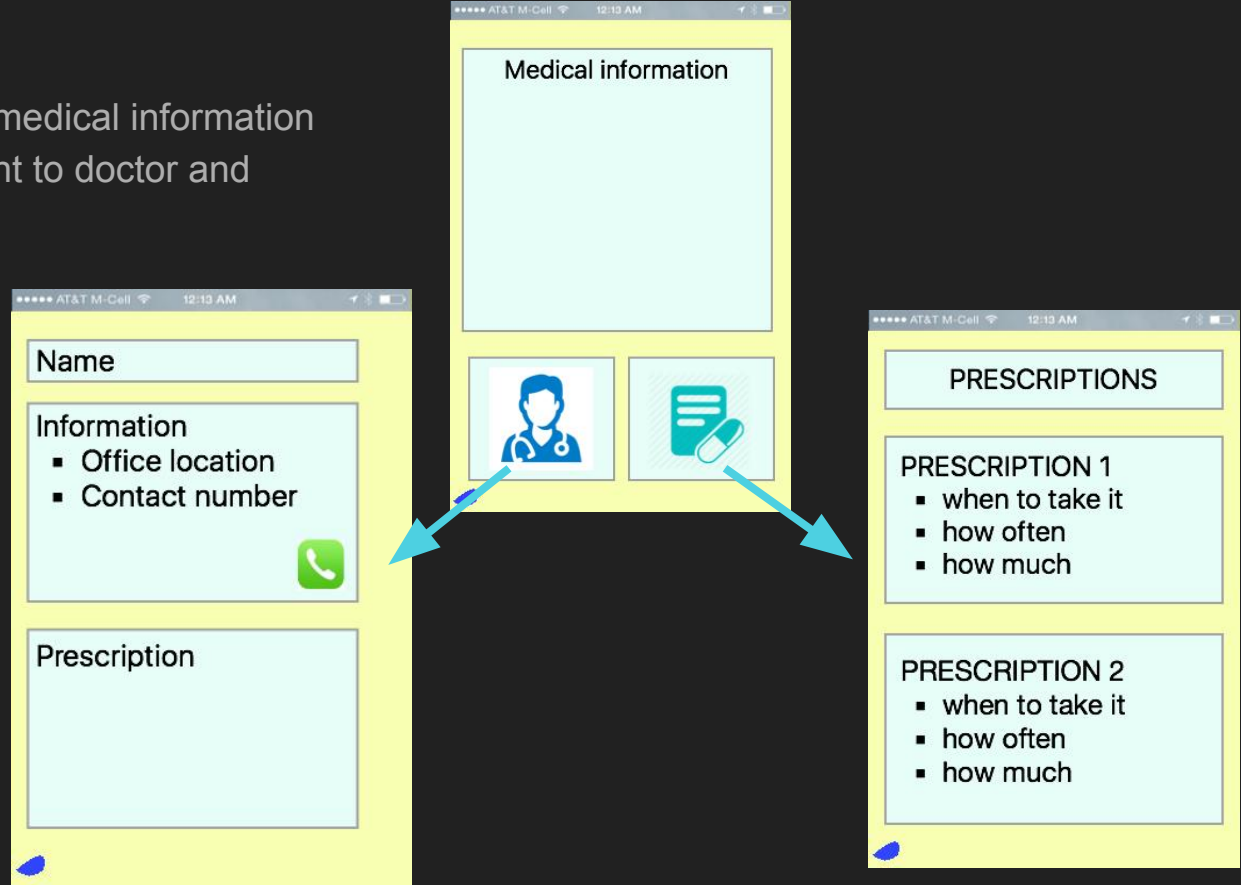 medical information
nt to doctor and
AT&T M-Cell 12:13 AM
Medical information
AT&T M-Cell 12:13 AM
Name
Information
▪ Office location
▪ Contact number
Prescription
AT&T M-Cell 12:13 AM
PRESCRIPTIONS
PRESCRIPTION 1
▪ when to take it
▪ how often
▪ how much
PRESCRIPTION 2
▪ when to take it
▪ how often
▪ how much